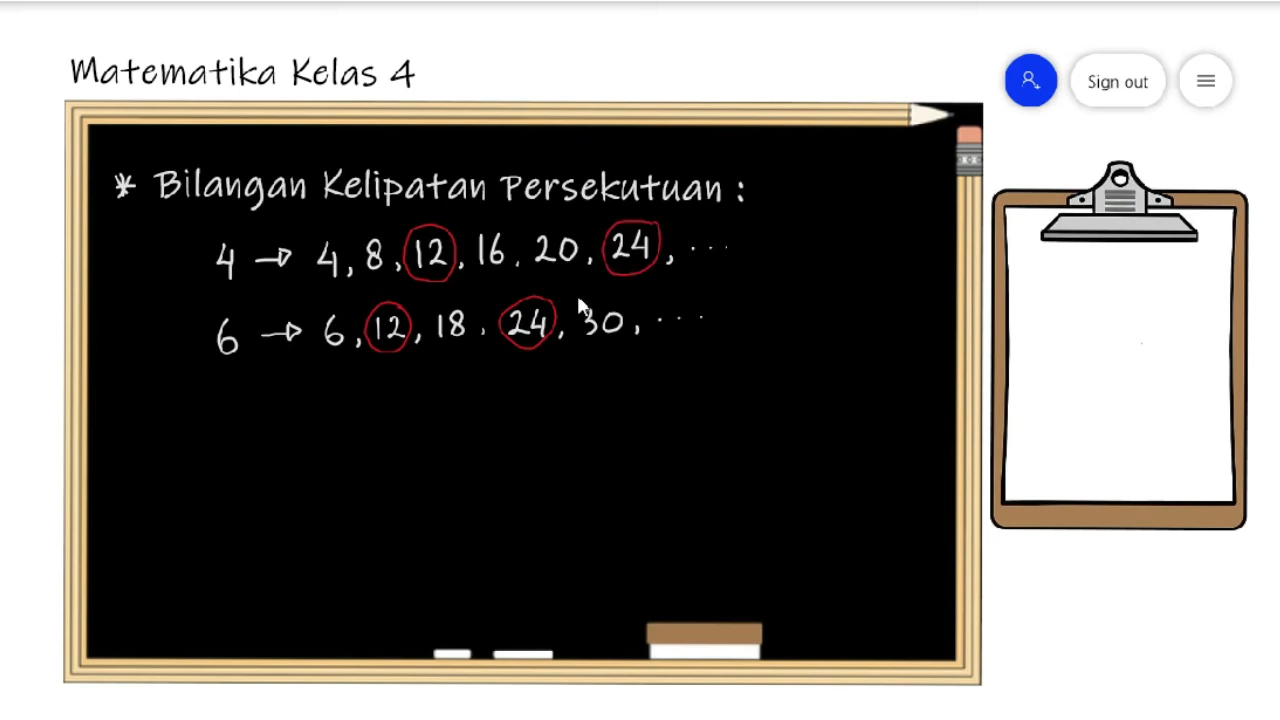 Matematika Kelas 4
Sign out
* Bilangan Kelipatan Persekutuan :
4 → 4, 8, 12, 16, 20, 24, ...
6 → 6, 12, 18, 24, 30, ...